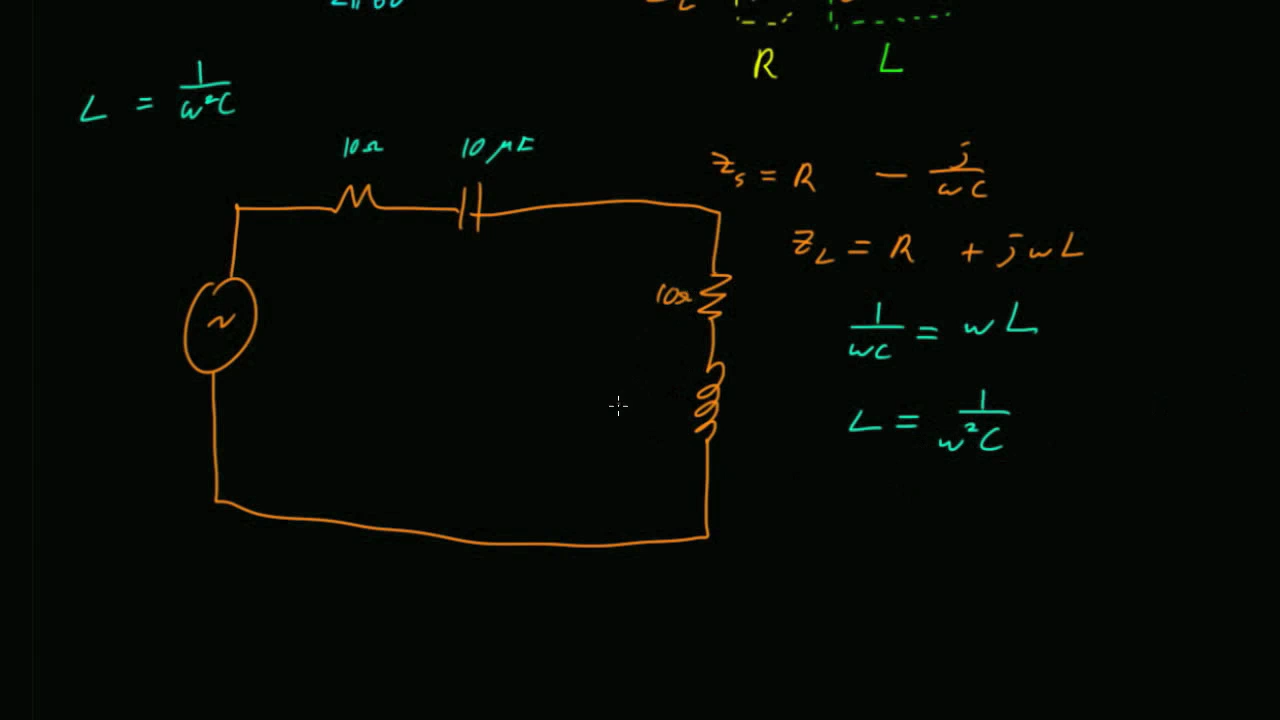 R L
L = 1/w²C
10Ω 10 μF
Zs = R - j/wC
ZL = R + jwL
10Ω
1/wC = wL
~
L = 1/w²C